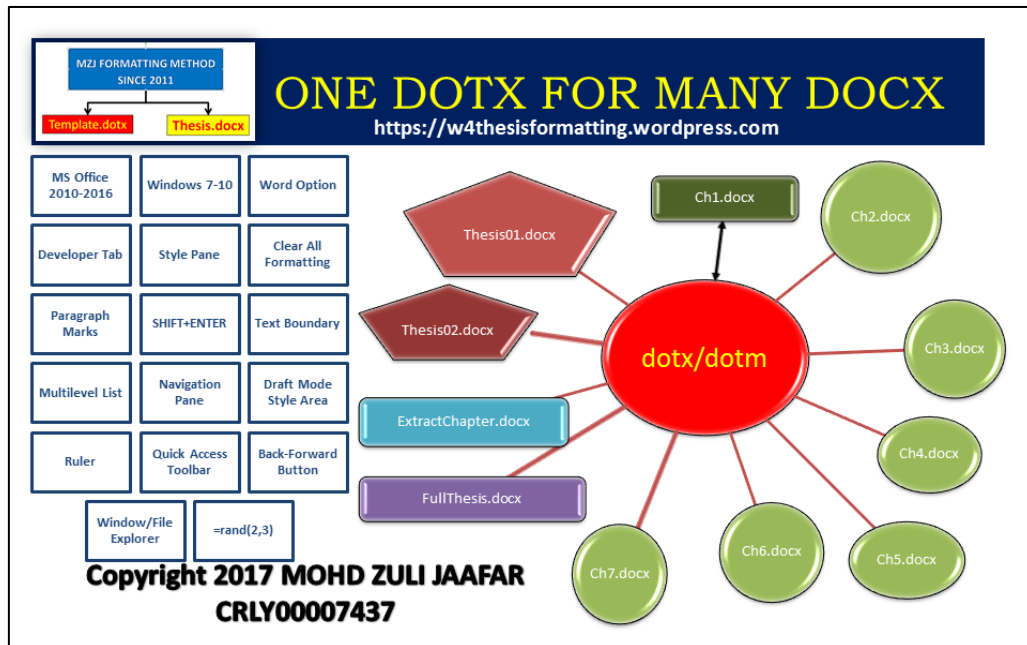 MZJ FORMATTING METHOD
SINCE 2011
Template.dotx
Thesis.docx
ONE DOTX FOR MANY DOCX
https://w4thesisformatting.wordpress.com
MS Office
2010-2016
Windows 7-10
Word Option
Developer Tab
Style Pane
Clear All
Formatting
Paragraph
Marks
SHIFT+ENTER
Text Boundary
Multilevel List
Navigation
Pane
Draft Mode
Style Area
Ruler
Quick Access
Toolbar
Back-Forward
Button
Window/File
Explorer
=rand(2,3)
Thesis01.docx
Ch1.docx
Ch2.docx
Thesis02.docx
dotx/dotm
Ch3.docx
ExtractChapter.docx
Ch4.docx
FullThesis.docx
Ch7.docx
Ch6.docx
Ch5.docx
Copyright 2017 MOHD ZULI JAAFAR
CRLY00007437